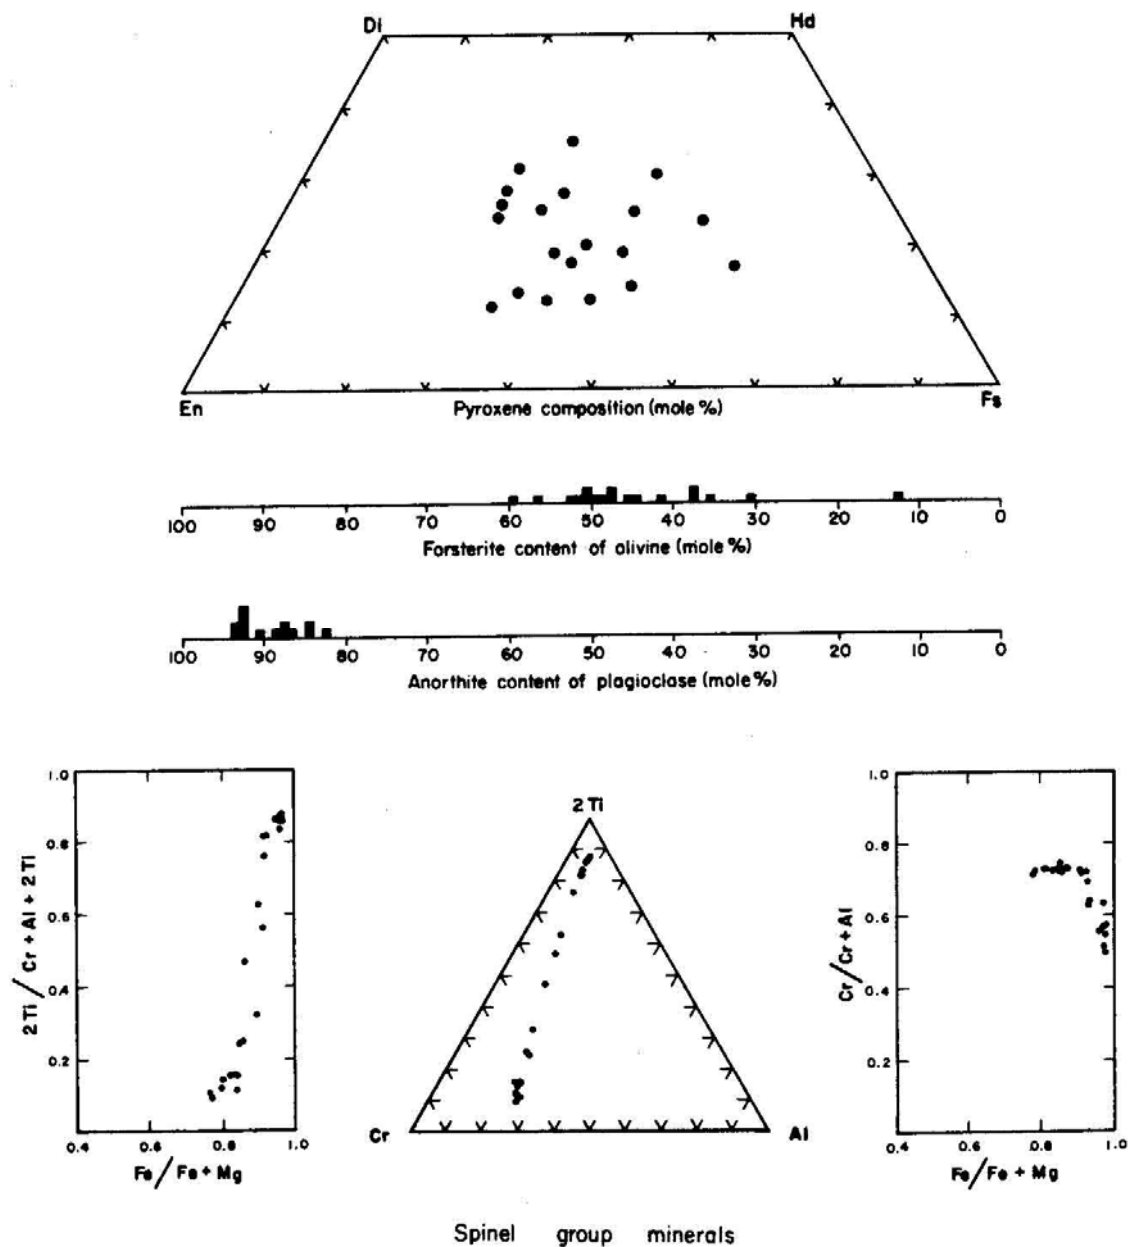 Di Hd
En Pyroxene composition (mole %) Fs
100 90 80 70 60 50 40 30 20 10 0
Forsterite content of olivine (mole %)
100 90 80 70 60 50 40 30 20 10 0
Anorthite content of plagioclase (mole %)
1.0
0.8
0.6
0.4
0.2
0.4 0.6 0.8 1.0
2Ti / Cr + Al + 2Ti
Fe / Fe + Mg
2 Ti
Cr Al
1.0
0.8
0.6
0.4
0.2
0.4 0.6 0.8 1.0
Cr / Cr + Al
Fe / Fe + Mg
Spinel group minerals